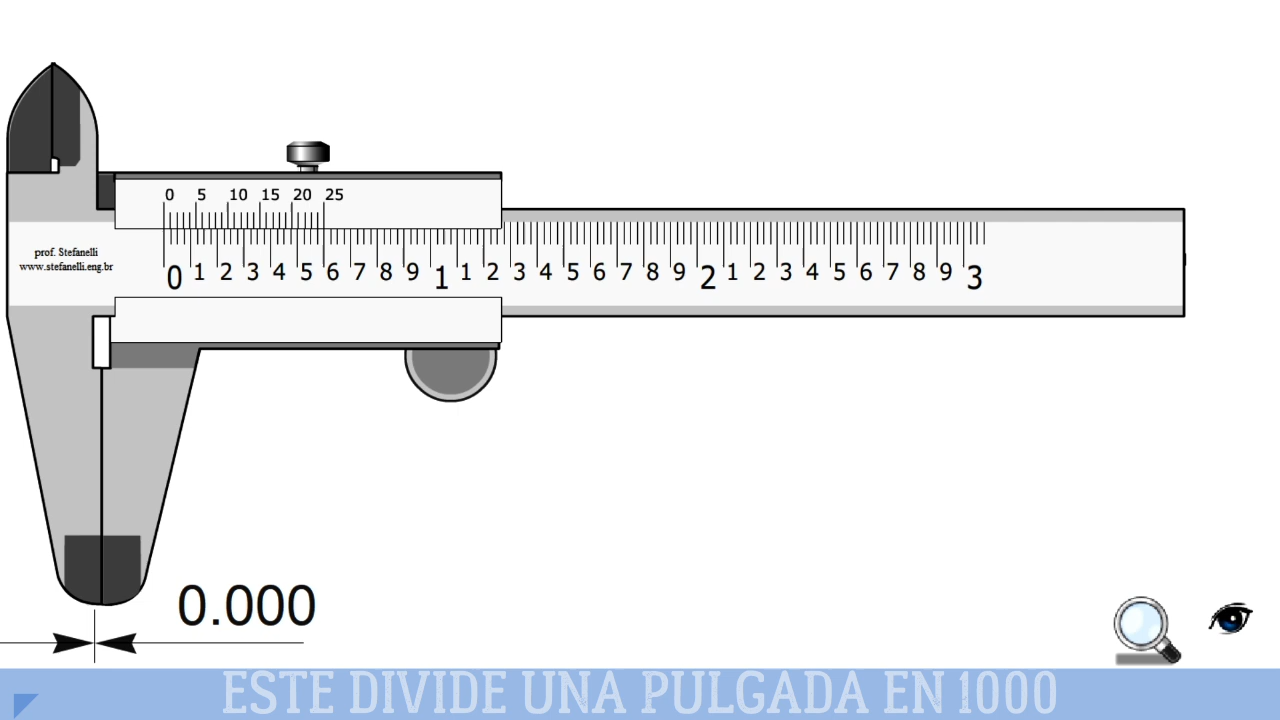 0 5 10 15 20 25
prof. Stefanelli
www.stefanelli.eng.br
0 1 2 3 4 5 6 7 8 9 1 1 2 3 4 5 6 7 8 9 2 1 2 3 4 5 6 7 8 9 3
0.000
ESTE DIVIDE UNA PULGADA EN 1000